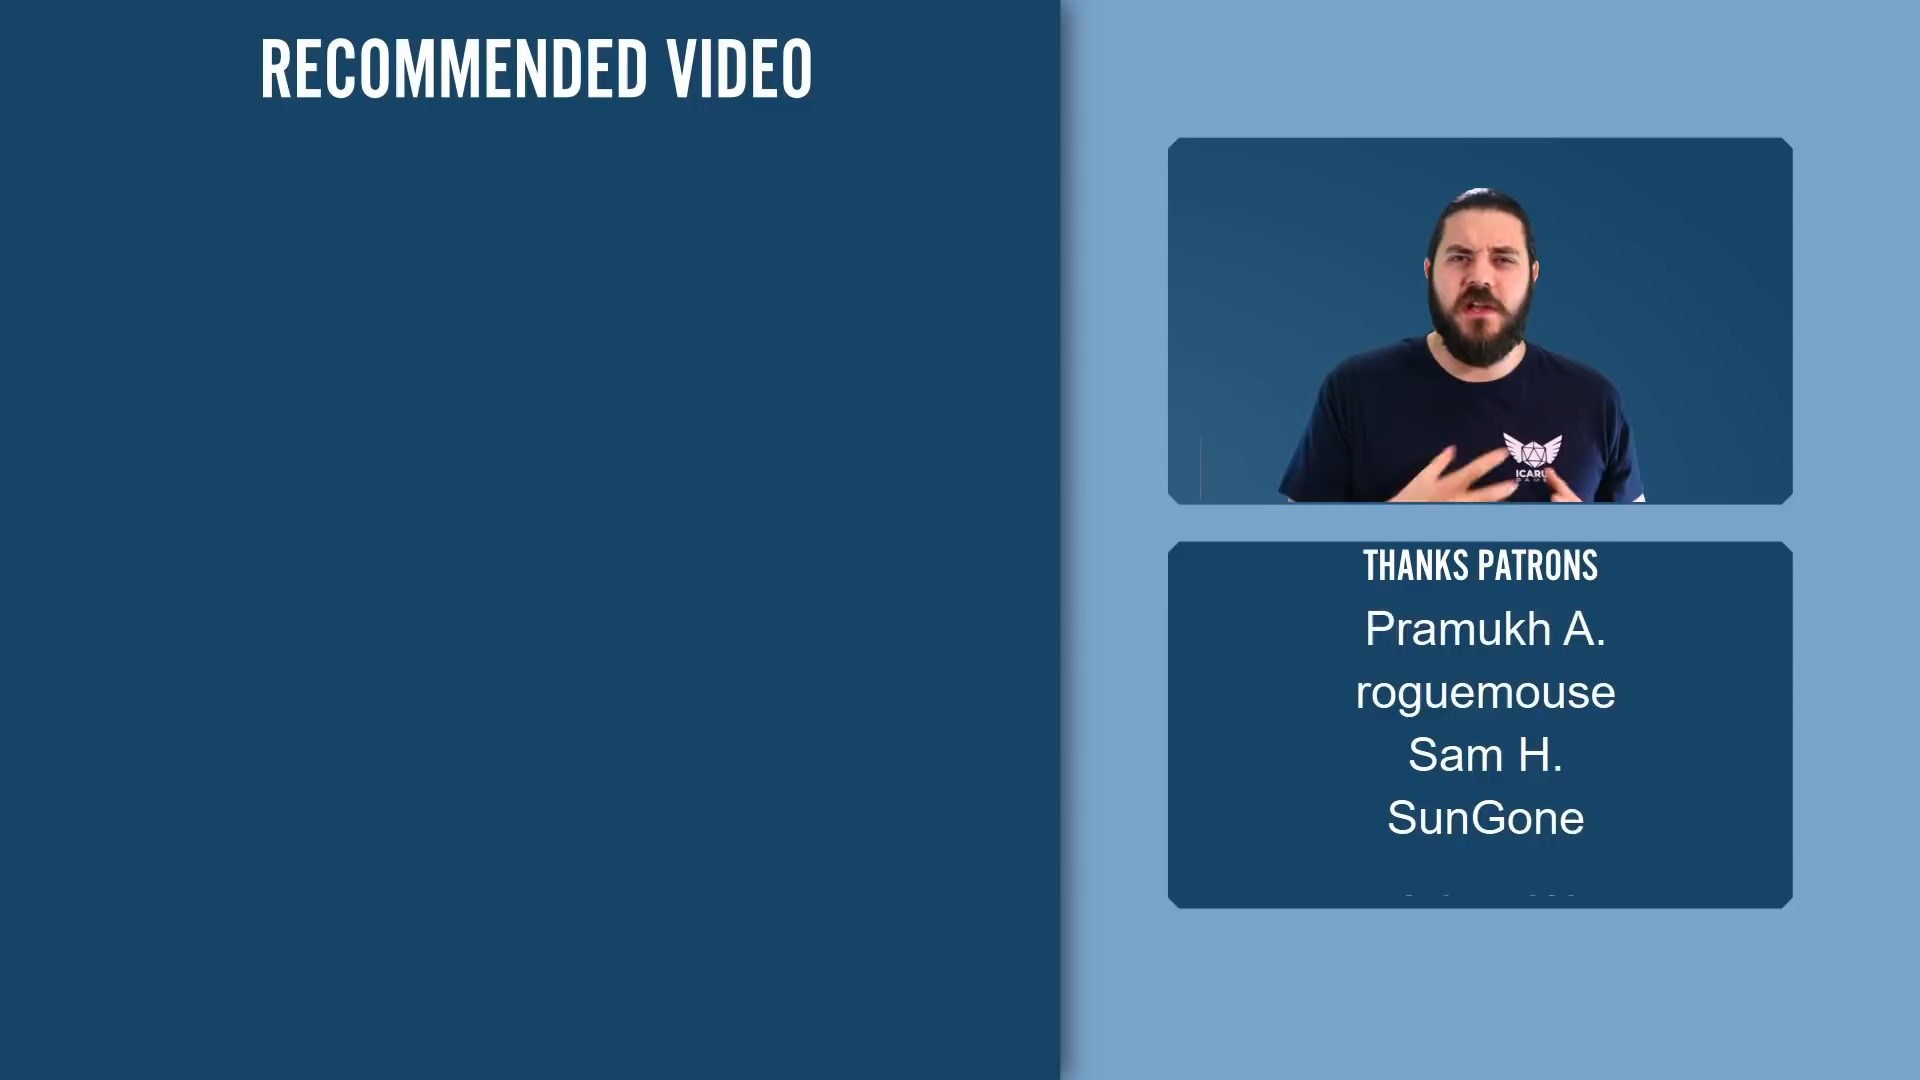 RECOMMENDED VIDEO
THANKS PATRONS
Pramukh A.
roguemouse
Sam H.
SunGone